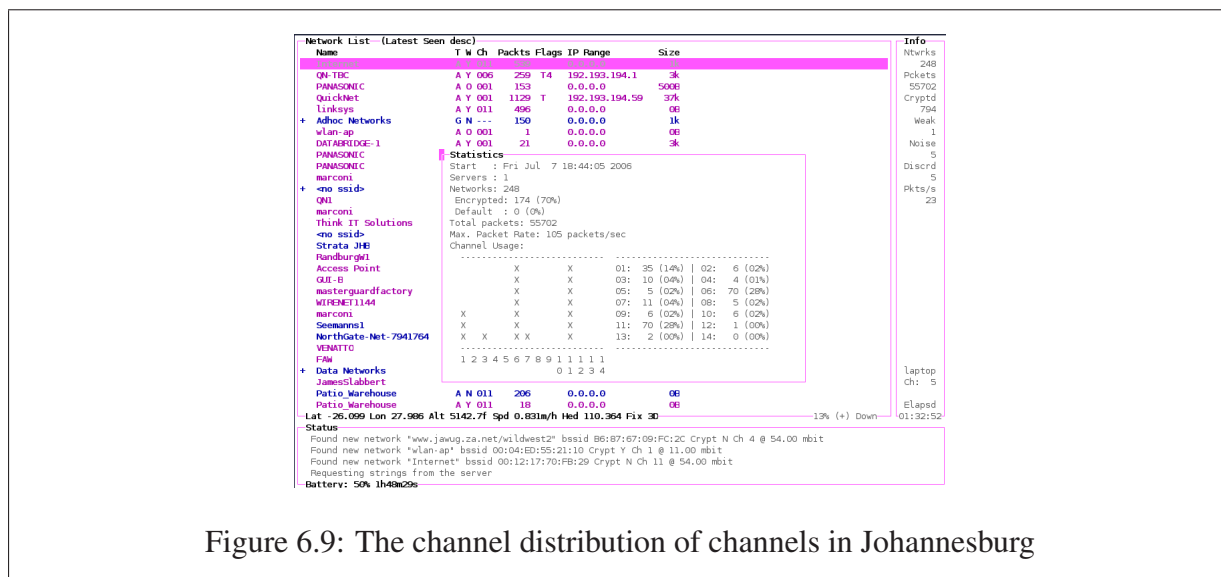 Network List (Latest Seen desc)
Name T W Ch Packts Flags IP Range Size
Internet A Y 011 0.0.0.0
QN-TBC A Y 006 259 T4 192.193.194.1 3k
PANASONIC A O 001 153 0.0.0.0 500B
QuickNet A Y 001 1129 T 192.193.194.59 37k
linksys A Y 011 496 0.0.0.0 0B
+ Adhoc Networks G N --- 150 0.0.0.0 1k
wlan-ap A O 001 1 0.0.0.0 0B
DATABRIDGE-1 A Y 001 21 0.0.0.0 3k
PANASONIC
PANASONIC
marconi
+ <no ssid>
QN1
marconi
Think IT Solutions
<no ssid>
Strata JHB
RandburgW1
Access Point
GUI-B
masterguardfactory
WIRENET1144
marconi
Seemanns1
NorthGate-Net-7941764
VENATTO
FAW
+ Data Networks
JamesSlabbert
Patio_Warehouse A N 011 206 0.0.0.0 0B
Patio_Warehouse A Y 011 18 0.0.0.0 0B
Lat -26.099 Lon 27.986 Alt 5142.7f Spd 0.831m/h Hed 110.364 Fix 3D 13% (+) Down
Statistics
Start : Fri Jul 7 18:44:05 2006
Servers : 1
Networks: 248
Encrypted: 174 (70%)
Default : 0 (0%)
Total packets: 55702
Max. Packet Rate: 105 packets/sec
Channel Usage:
--------------------------- ---------------------------
X X 01: 35 (14%) | 02: 6 (02%)
X X 03: 10 (04%) | 04: 4 (01%)
X X 05: 5 (02%) | 06: 70 (28%)
X X 07: 11 (04%) | 08: 5 (02%)
X X X 09: 6 (02%) | 10: 6 (02%)
X X X 11: 70 (28%) | 12: 1 (00%)
X X X X X 13: 2 (00%) | 14: 0 (00%)
--------------------------- ---------------------------
1 2 3 4 5 6 7 8 9 1 1 1 1 1
0 1 2 3 4
Info
Ntwrks
248
Pckets
55702
Cryptd
794
Weak
1
Noise
5
Discrd
5
Pkts/s
23
laptop
Ch: 5
Elapsd
01:32:52
Status
Found new network "www.jawug.za.net/wildwest2" bssid B6:87:67:09:FC:2C Crypt N Ch 4 @ 54.00 mbit
Found new network "wlan-ap" bssid 00:04:ED:55:21:10 Crypt Y Ch 1 @ 11.00 mbit
Found new network "Internet" bssid 00:12:17:70:FB:29 Crypt N Ch 11 @ 54.00 mbit
Requesting strings from the server
Battery: 50% 1h48m29s
Figure 6.9: The channel distribution of channels in Johannesburg